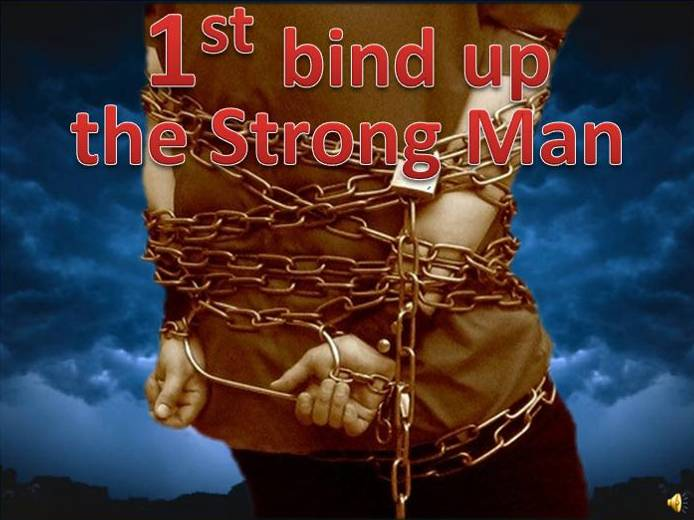 1st bind up
the Strong Man